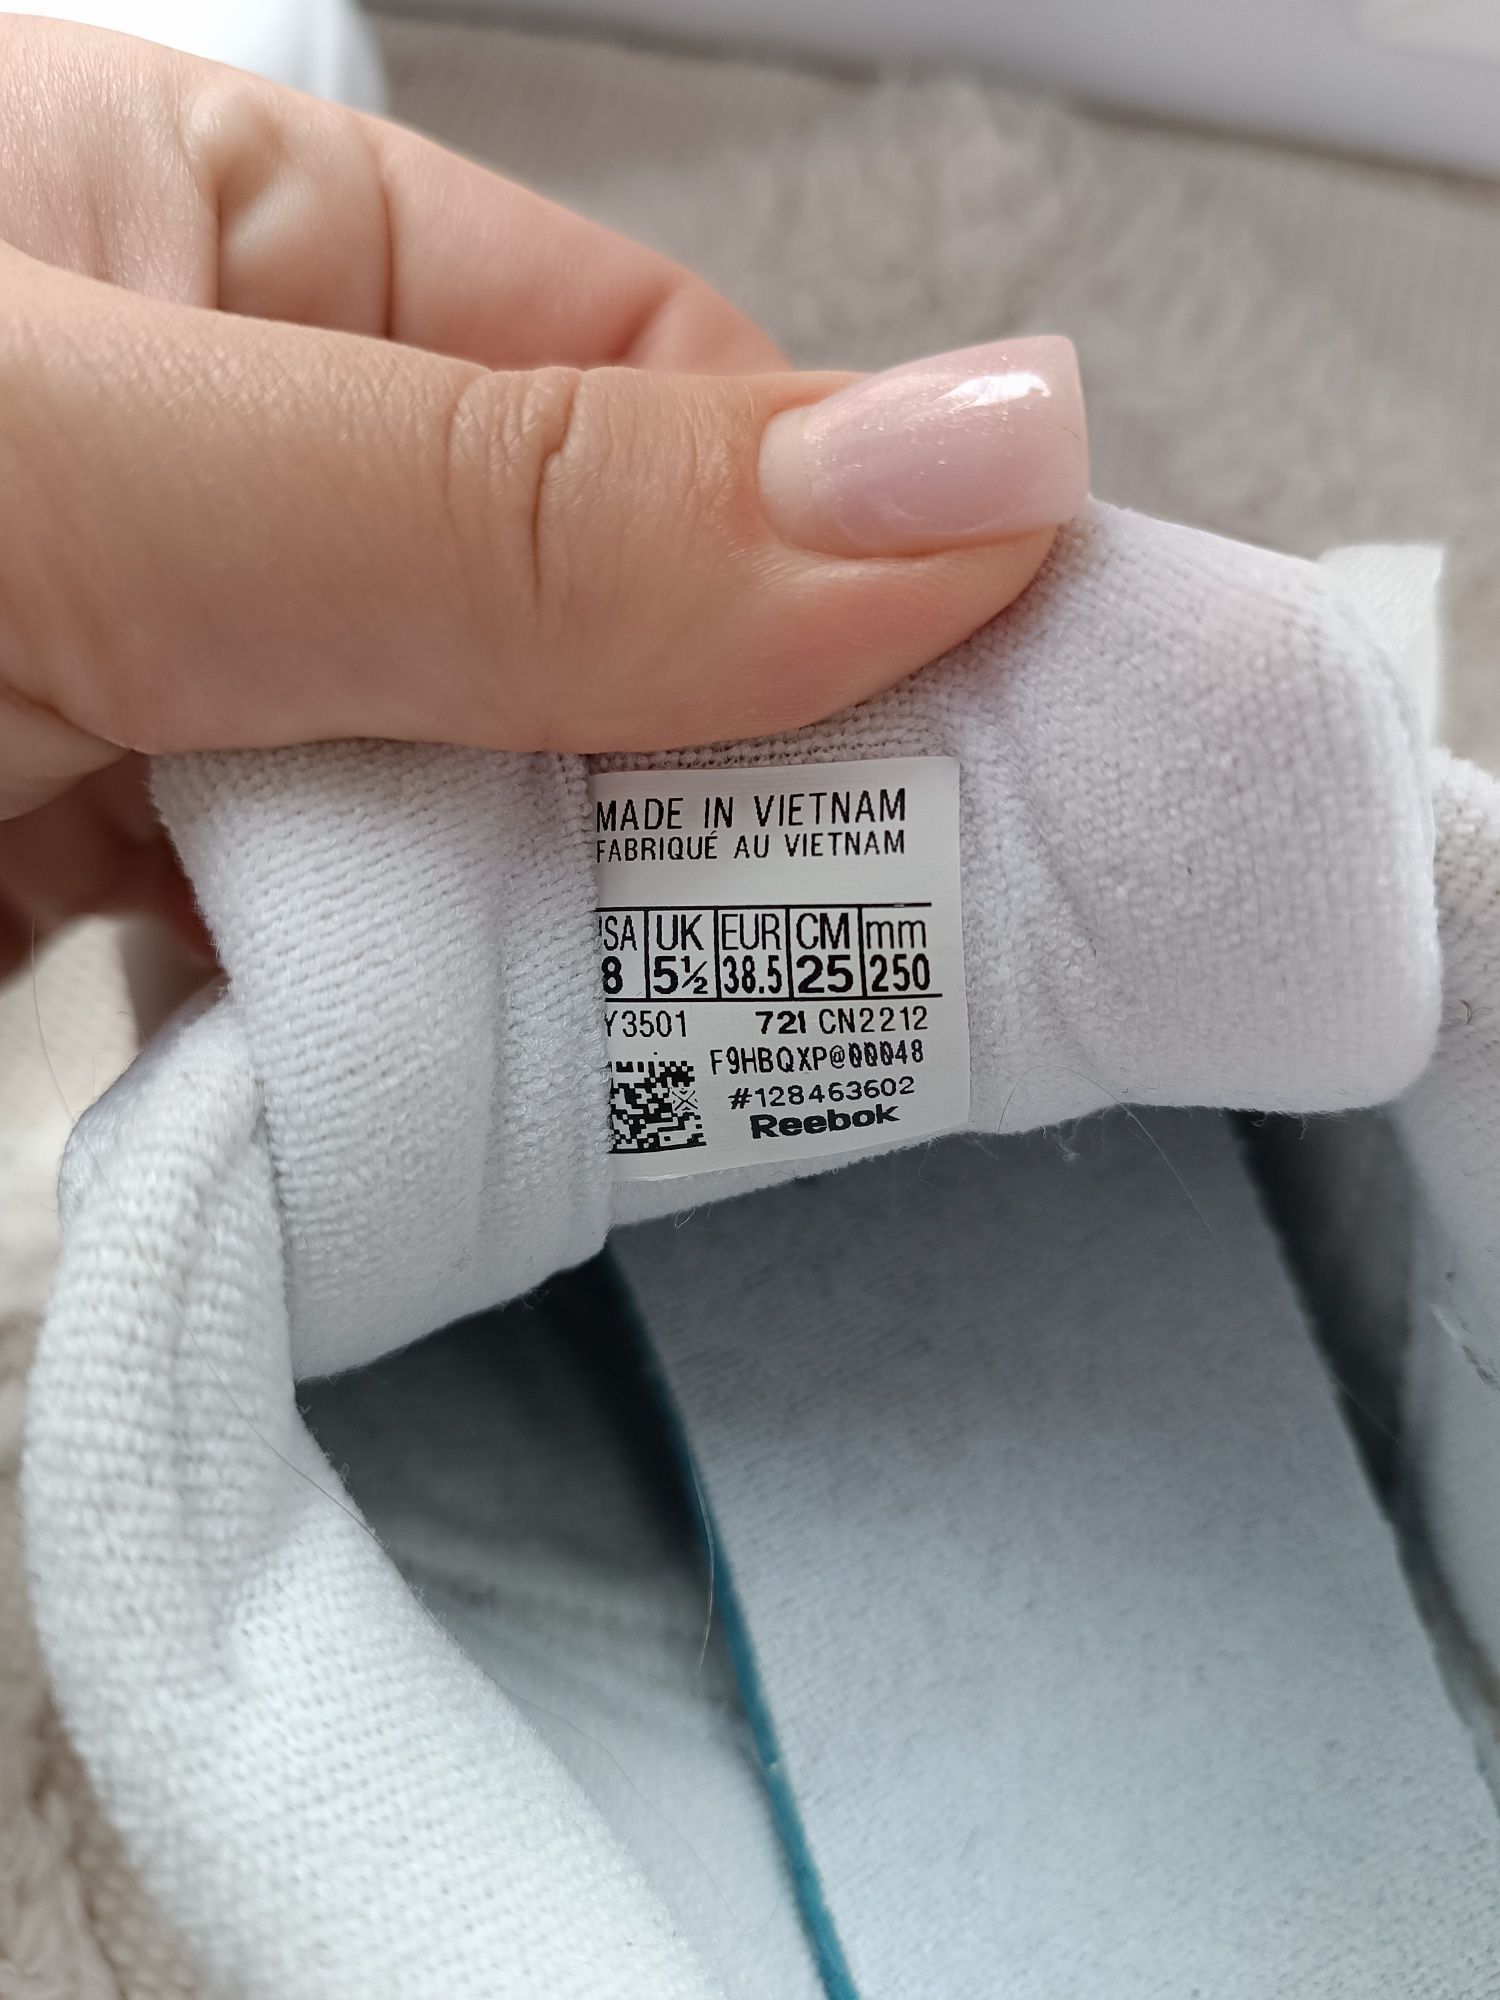 MADE IN VIETNAM
FABRIQUÉ AU VIETNAM
SA UK EUR CM mm
8 5½ 38.5 25 250
Y3501 721 CN2212
F9HBQXP@00048
#128463602
Reebok